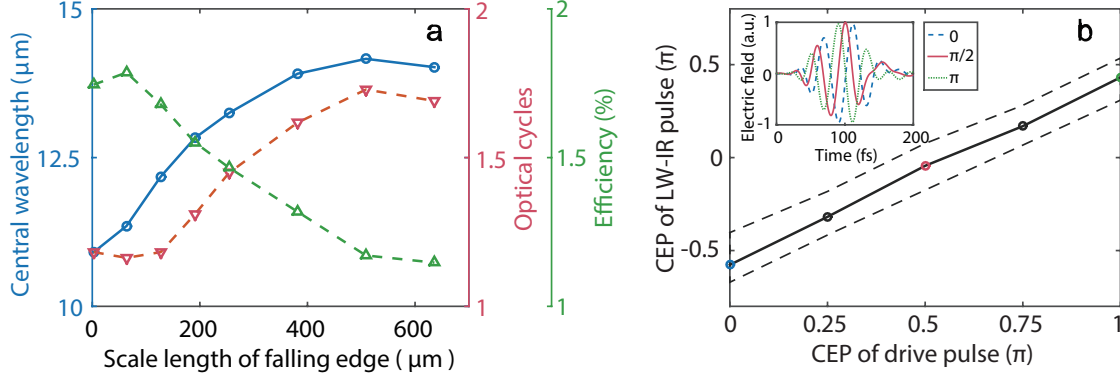 a
15
12.5
10
Central wavelength (μm)
0
200
400
600
Scale length of falling edge ( μm)
2
1.5
1
Optical cycles
2
1.5
1
Efficiency (%)
b
0.5
0
-0.5
CEP of LW-IR pulse (π)
0
0.25
0.5
0.75
1
CEP of drive pulse (π)
1
0
-1
Electric field (a.u.)
0
100
200
Time (fs)
0
π/2
π